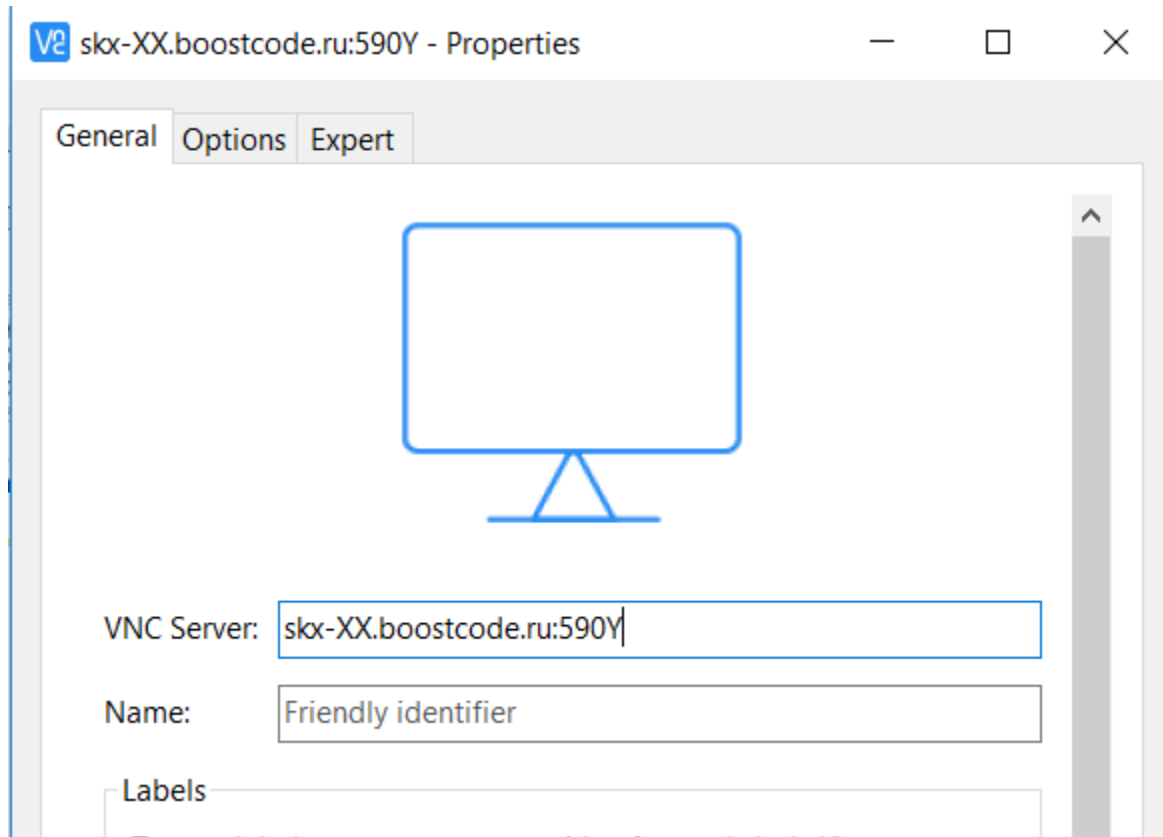 V2 skx-XX.boostcode.ru:590Y - Properties
General Options Expert
VNC Server: skx-XX.boostcode.ru:590Y
Name: Friendly identifier
Labels